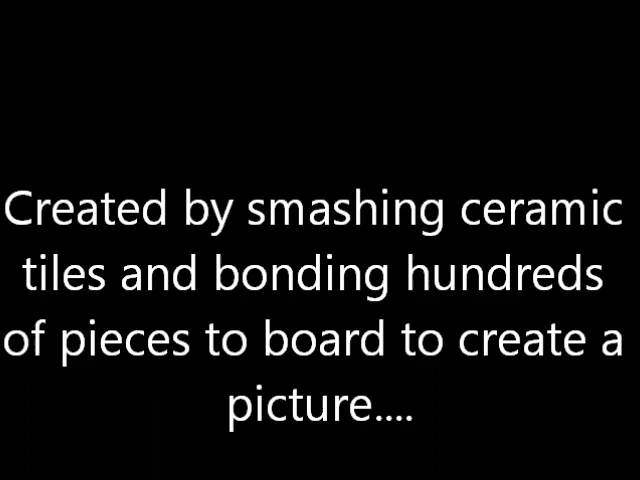 Created by smashing ceramic
tiles and bonding hundreds
of pieces to board to create a
picture....